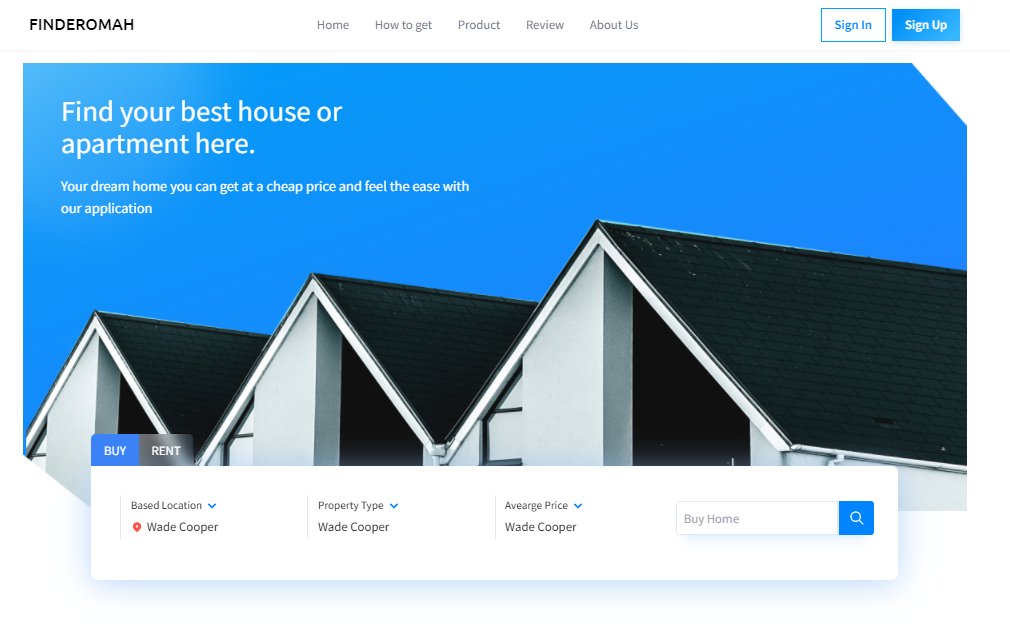 FINDEROMAH
Home
How to get
Product
Review
About Us
Sign In
Sign Up
Find your best house or
apartment here.
Your dream home you can get at a cheap price and feel the ease with
our application
BUY
RENT
Based Location
Wade Cooper
Property Type
Wade Cooper
Avearge Price
Wade Cooper
Buy Home